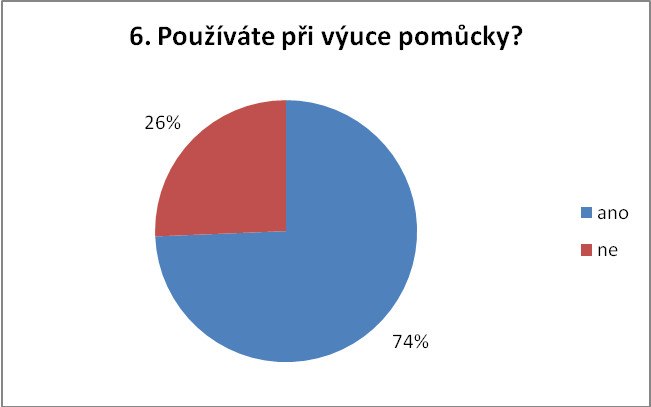 6. Používáte při výuce pomůcky?
26%
ano
ne
74%